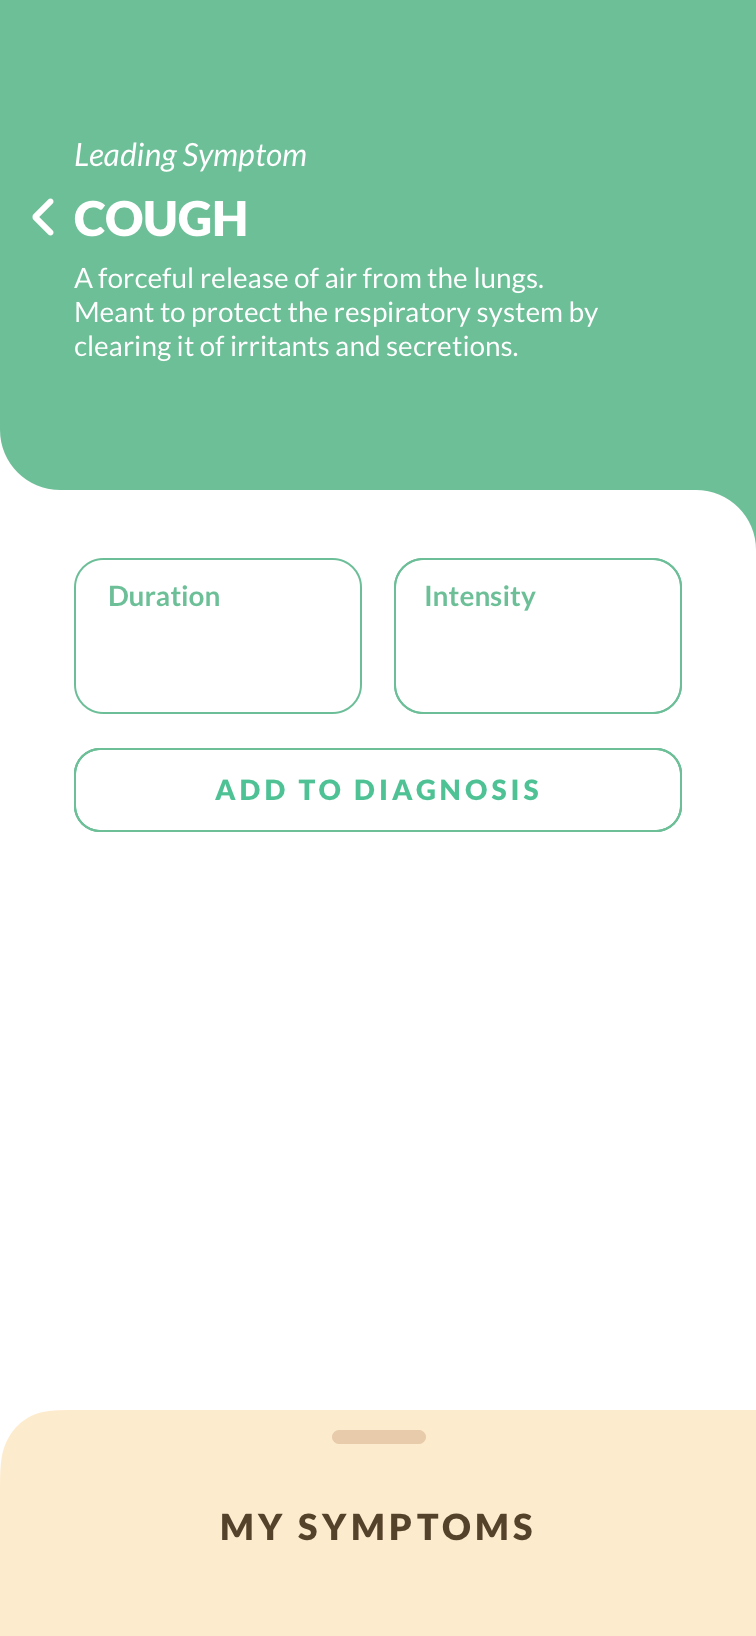 Leading Symptom
COUGH
A forceful release of air from the lungs.
Meant to protect the respiratory system by
clearing it of irritants and secretions.
Duration
Intensity
ADD TO DIAGNOSIS
MY SYMPTOMS